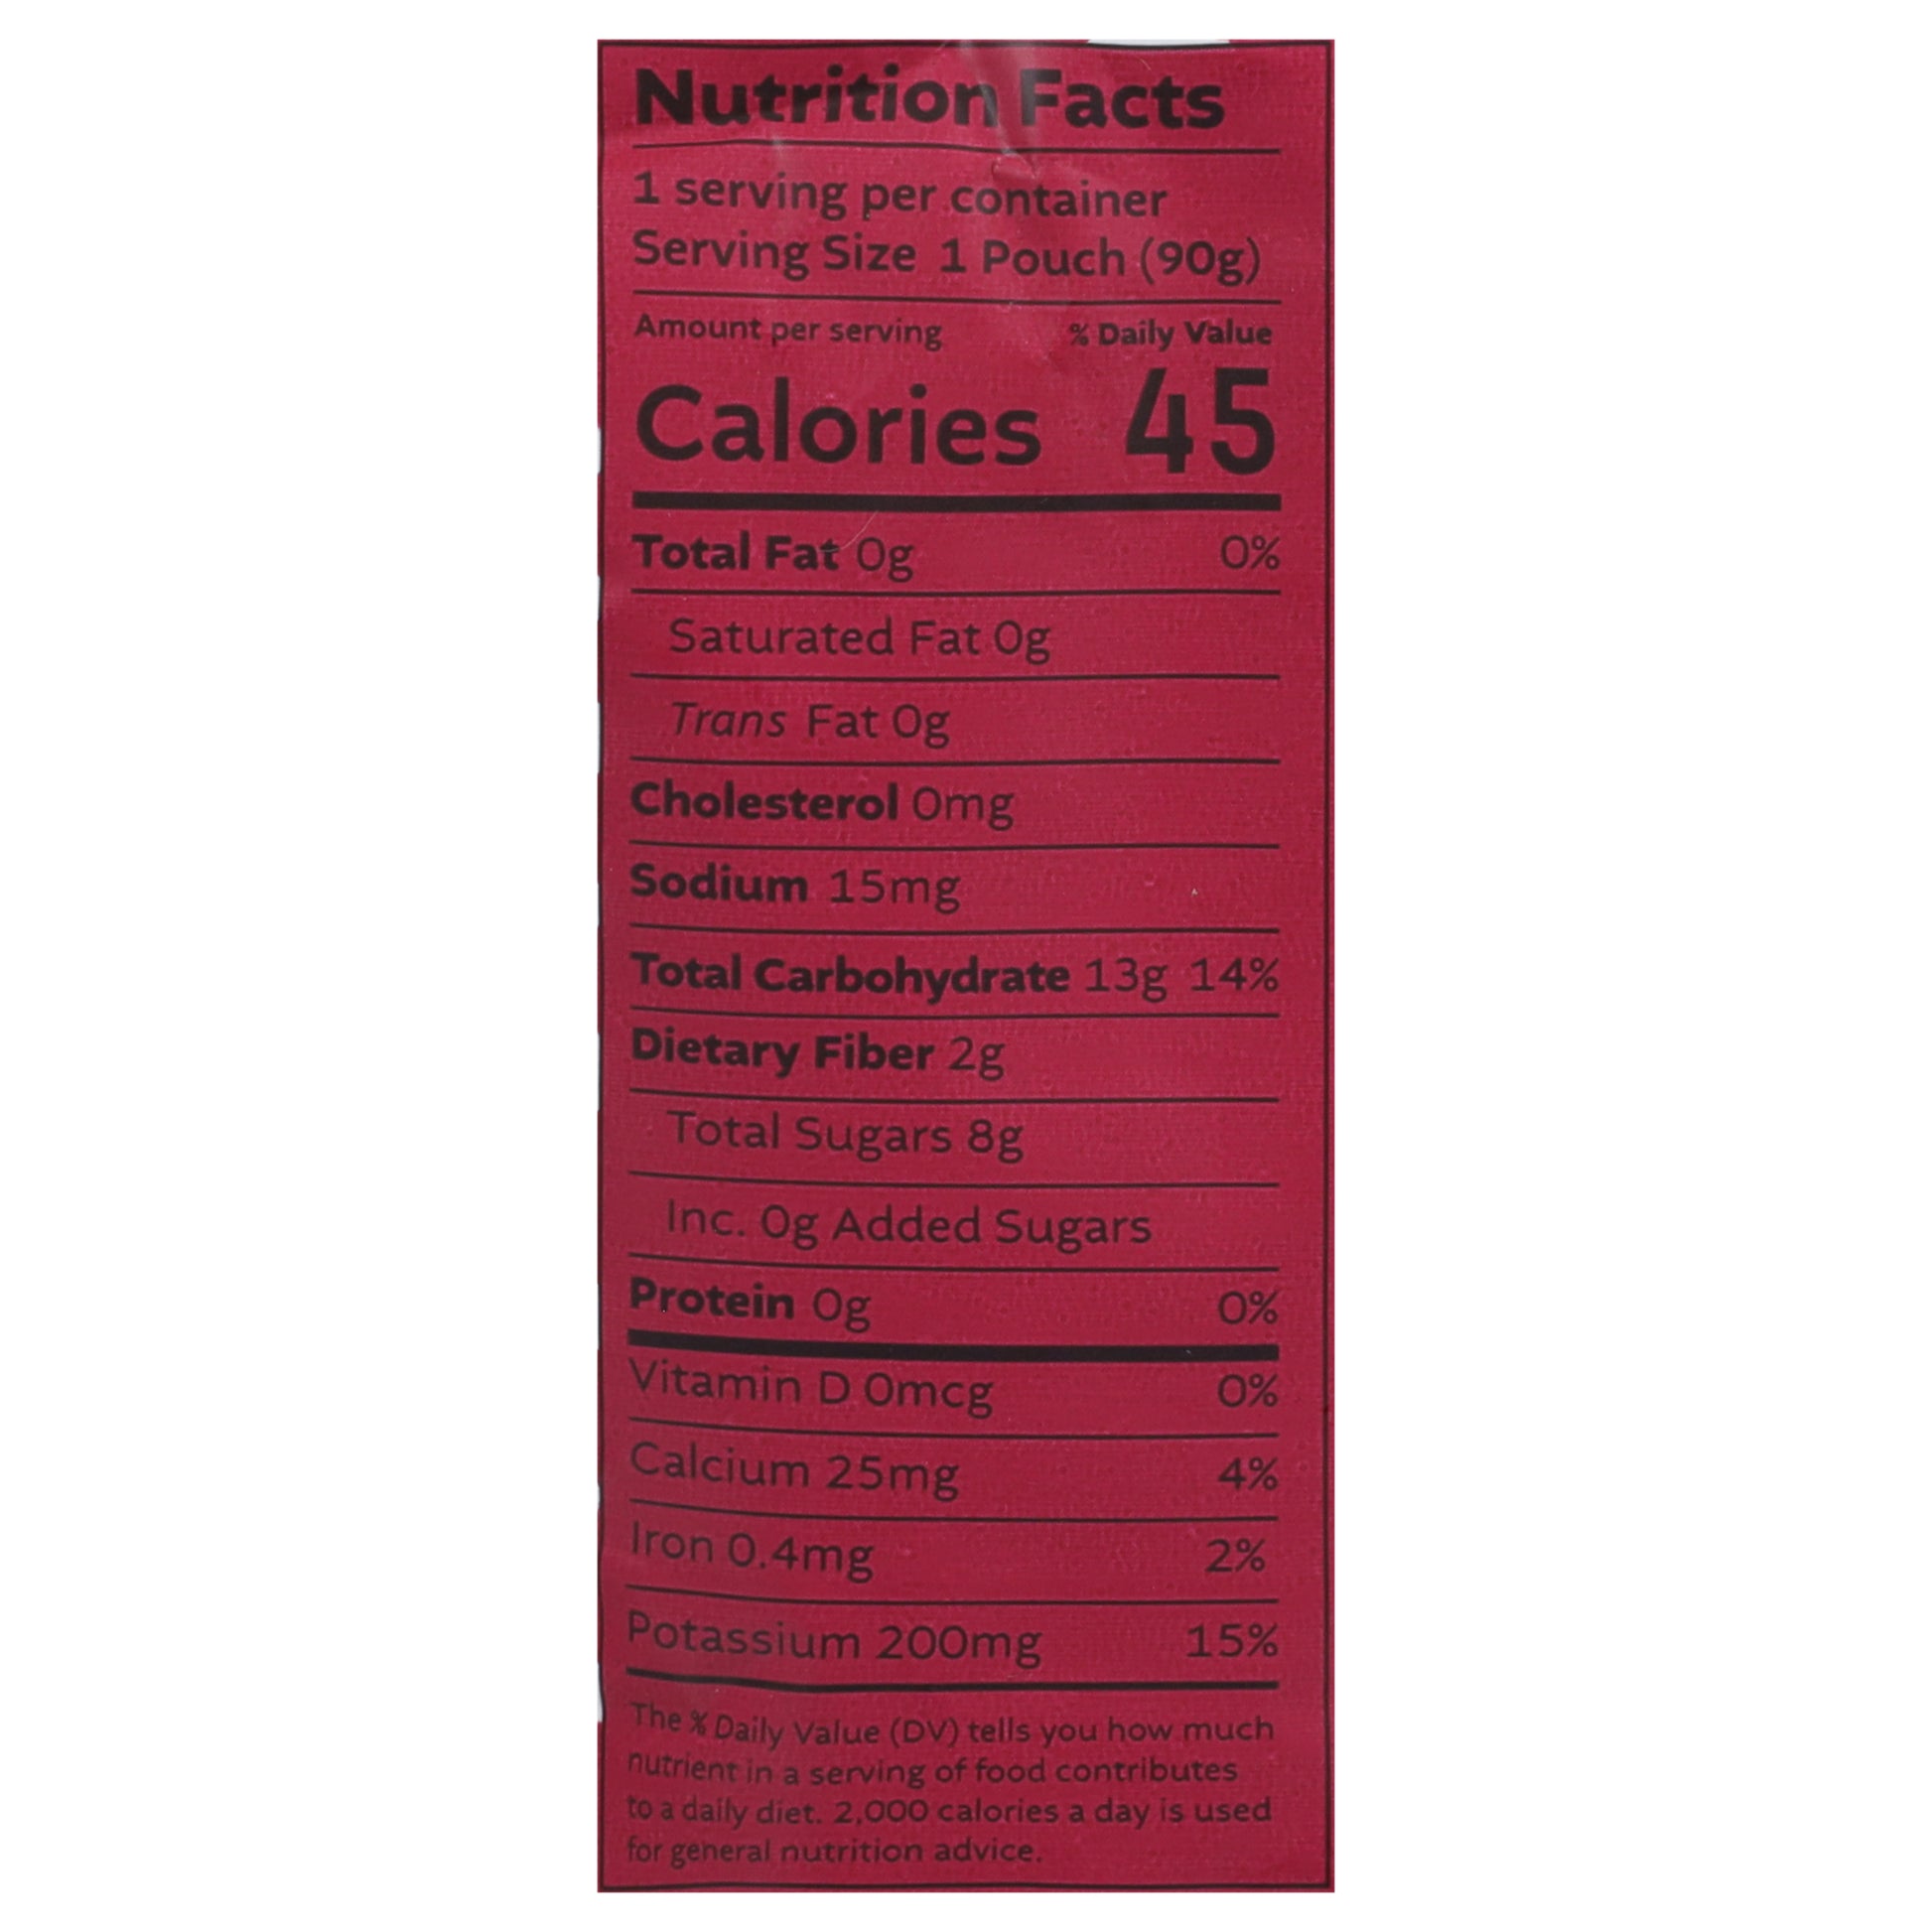 Nutrition Facts
1 serving per container
Serving Size 1 Pouch (90g)
Amount per serving % Daily Value
Calories 45
Total Fat 0g 0%
Saturated Fat 0g
Trans Fat 0g
Cholesterol 0mg
Sodium 15mg
Total Carbohydrate 13g 14%
Dietary Fiber 2g
Total Sugars 8g
Inc. 0g Added Sugars
Protein 0g 0%
Vitamin D 0mcg 0%
Calcium 25mg 4%
Iron 0.4mg 2%
Potassium 200mg 15%
The % Daily Value (DV) tells you how much
nutrient in a serving of food contributes
to a daily diet. 2,000 calories a day is used
for general nutrition advice.